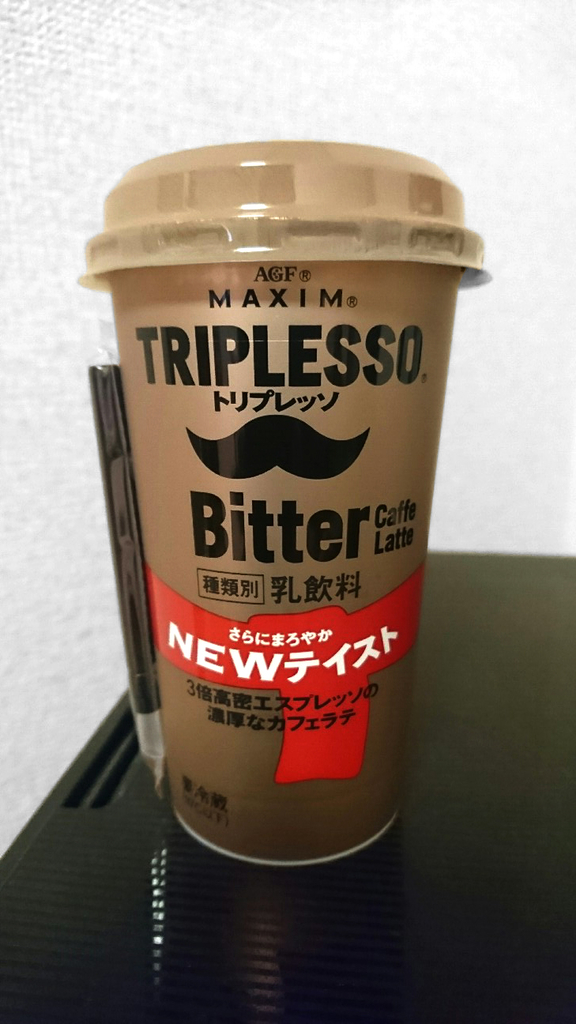 AGF®
MAXIM®
TRIPLESSO®
トリプレッソ
Bitter Caffe Latte
種類別 乳飲料
さらにまろやか
NEWテイスト
3倍高密エスプレッソの
濃厚なカフェラテ
要冷蔵